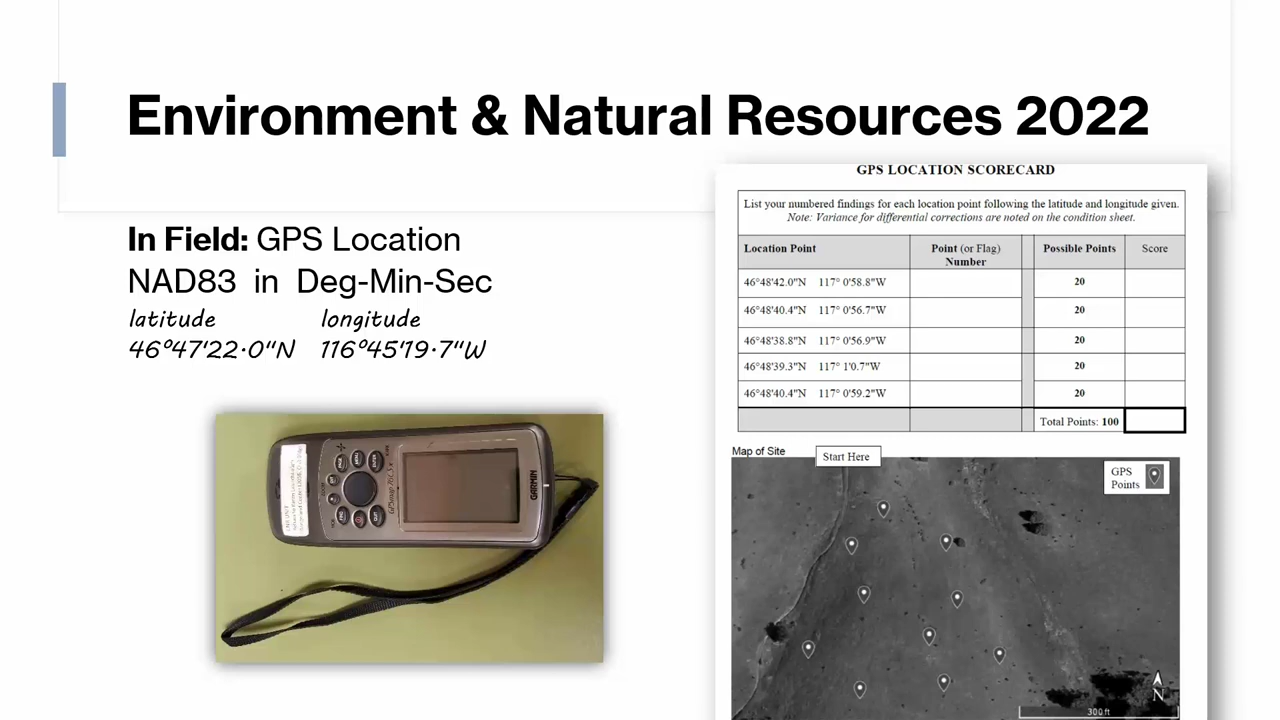 Environment & Natural Resources 2022
In Field: GPS Location
NAD83 in Deg-Min-Sec
latitude longitude
46°47'22.0"N 116°45'19.7"W
GARMIN
GPS LOCATION SCORECARD
List your numbered findings for each location point following the latitude and longitude given.
Note: Variance for differential corrections are noted on the condition sheet.
Location Point Point (or Flag) Number Possible Points Score
46°48'42.0"N 117° 0'58.8"W 20
46°48'40.4"N 117° 0'56.7"W 20
46°48'38.8"N 117° 0'56.9"W 20
46°48'39.3"N 117° 1'0.7"W 20
46°48'40.4"N 117° 0'59.2"W 20
Total Points: 100
Map of Site
Start Here
GPS
Points
N
300 ft